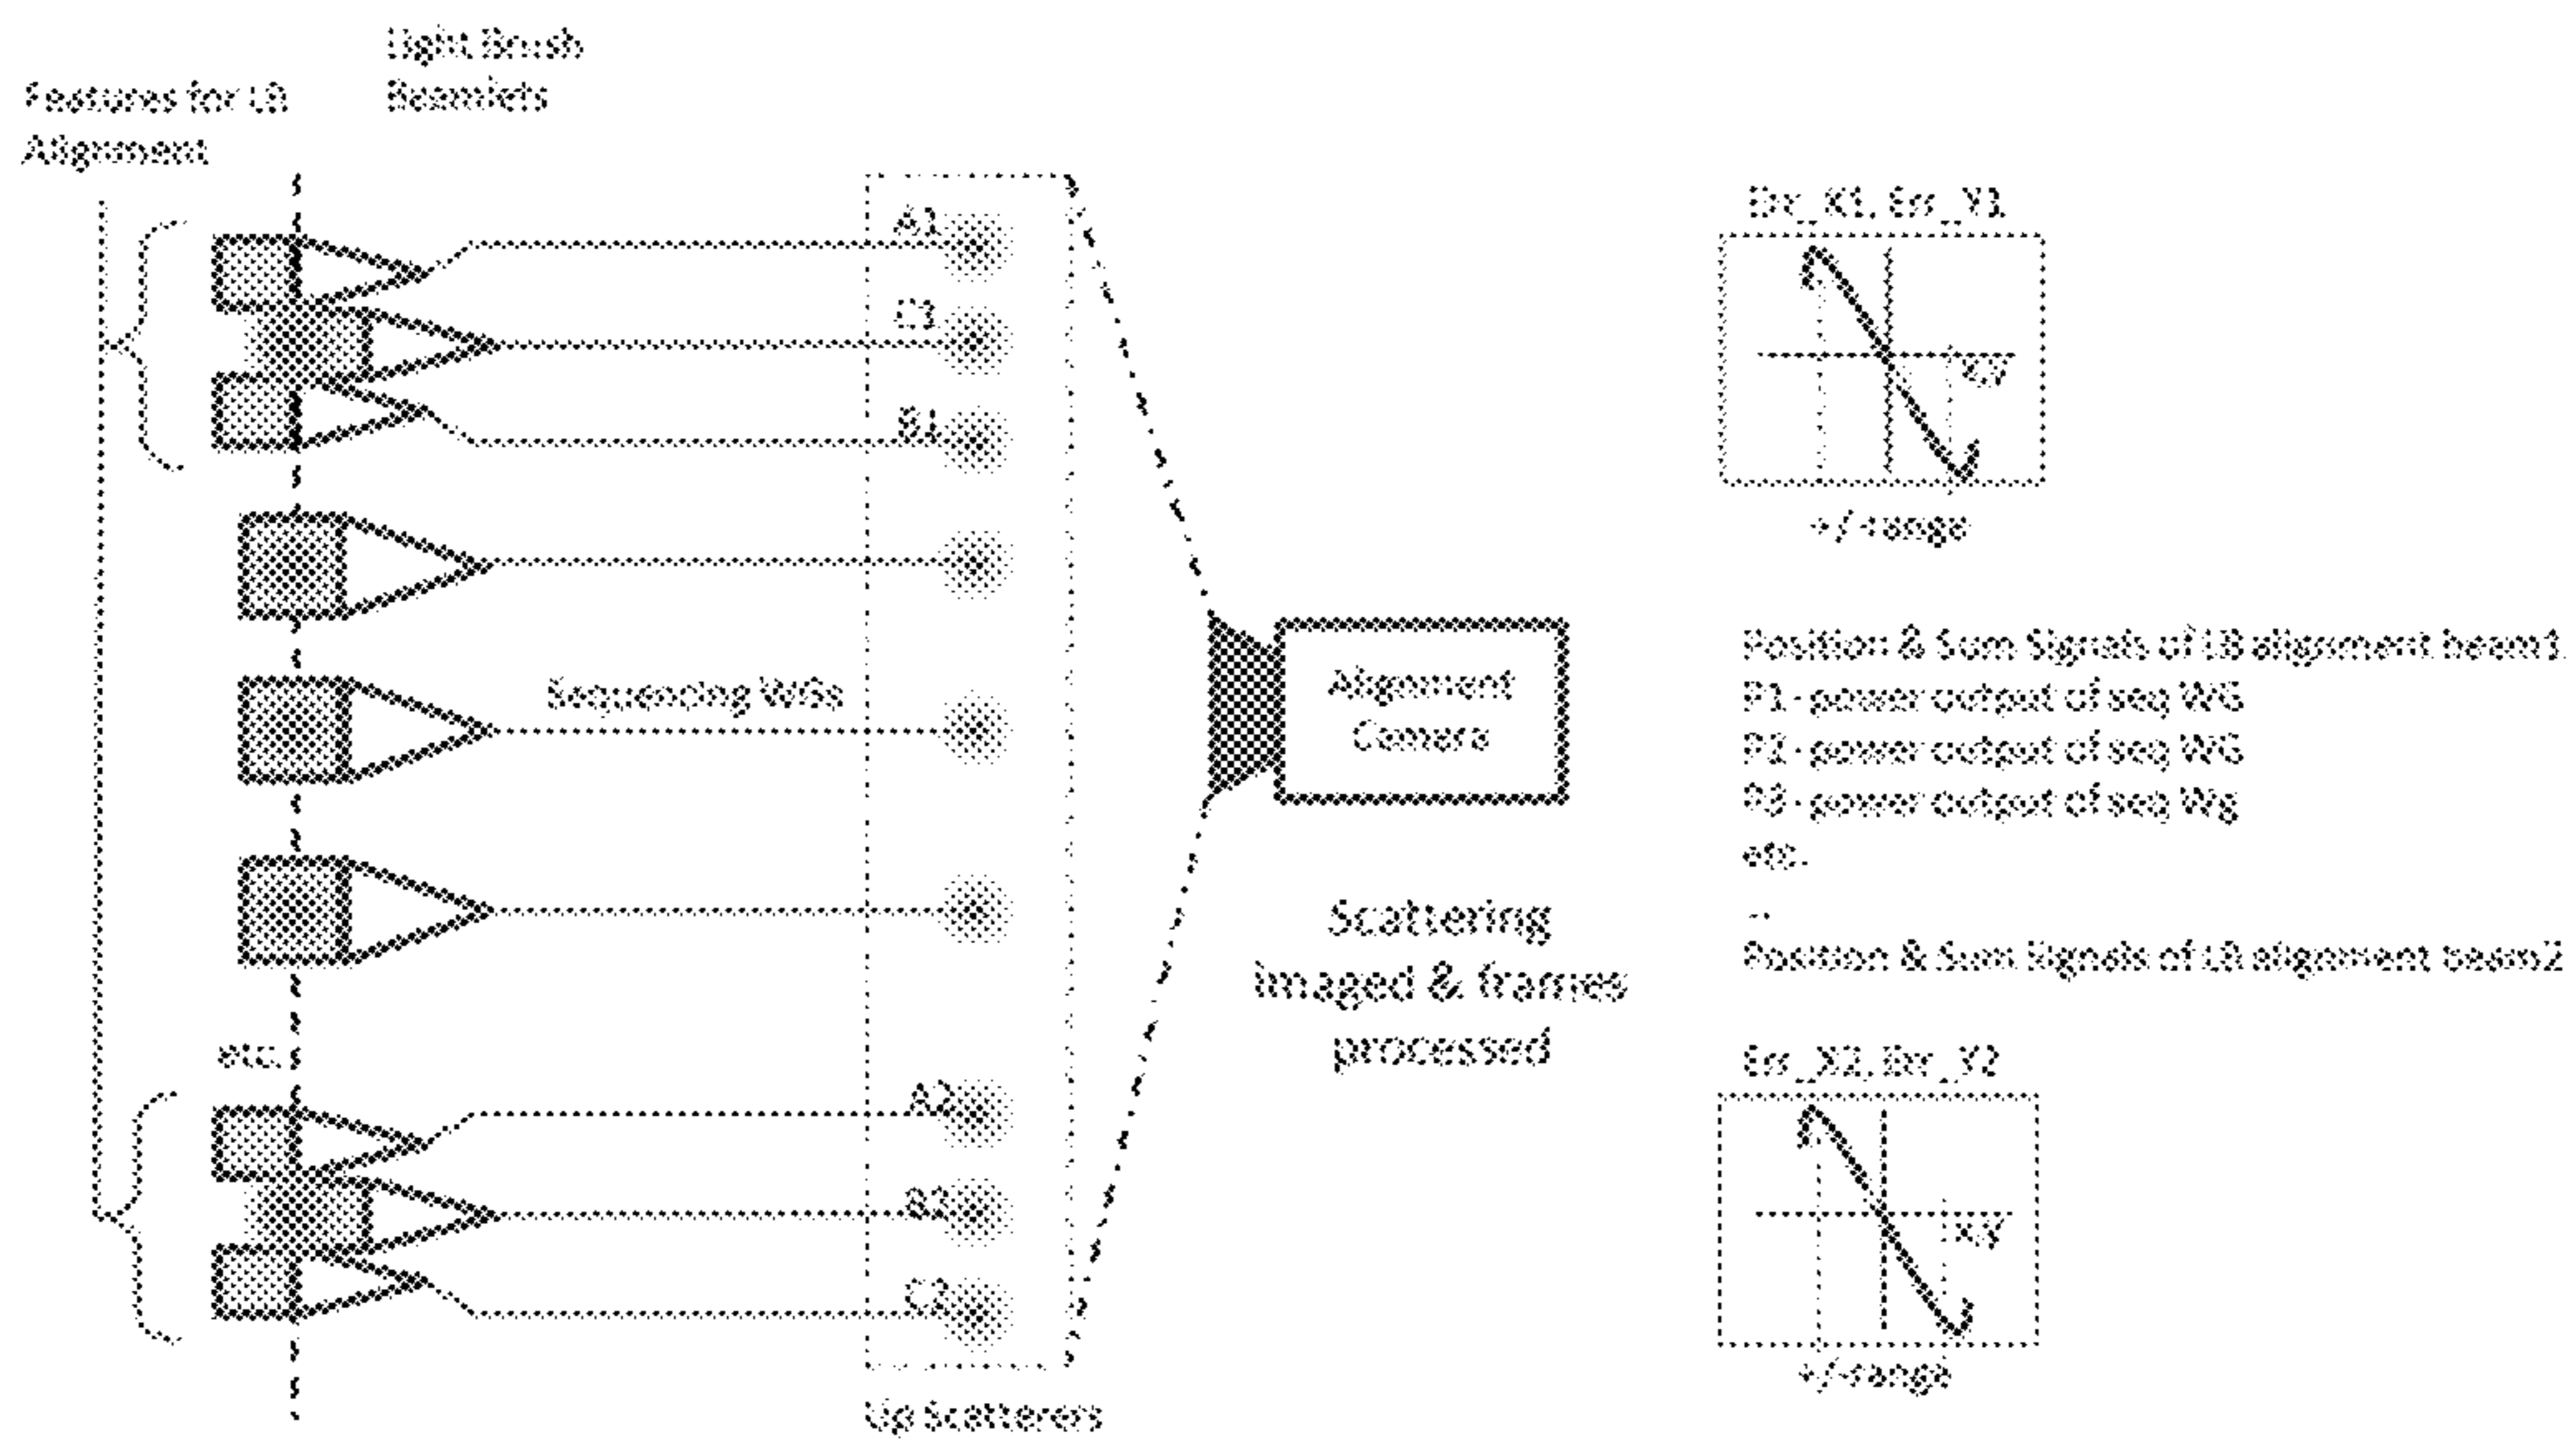 Light Brush
Beamlets
Features for LB
Alignment
A1
C1
B1
Sequencing WGs
etc.
A2
B2
C2
Up Scatterers
Alignment
Camera
Scattering
imaged & frames
processed
Err_X1, Err_Y1
X,Y
+/-range
Position & Sum Signals of LB alignment beam1
P1 - power output of seq WG
P2 - power output of seq WG
P3 - power output of seq Wg
etc.
Position & Sum Signals of LB alignment beam2
Err_X2, Err_Y2
X,Y
+/-range